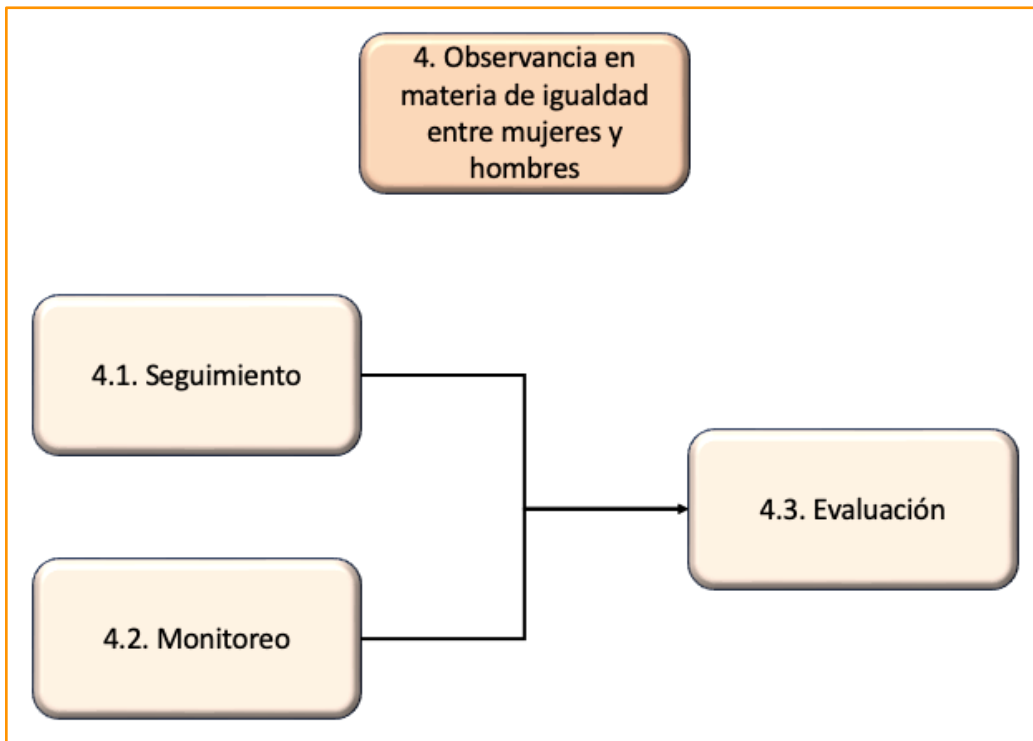 4. Observancia en
materia de igualdad
entre mujeres y
hombres
4.1. Seguimiento
4.3. Evaluación
4.2. Monitoreo